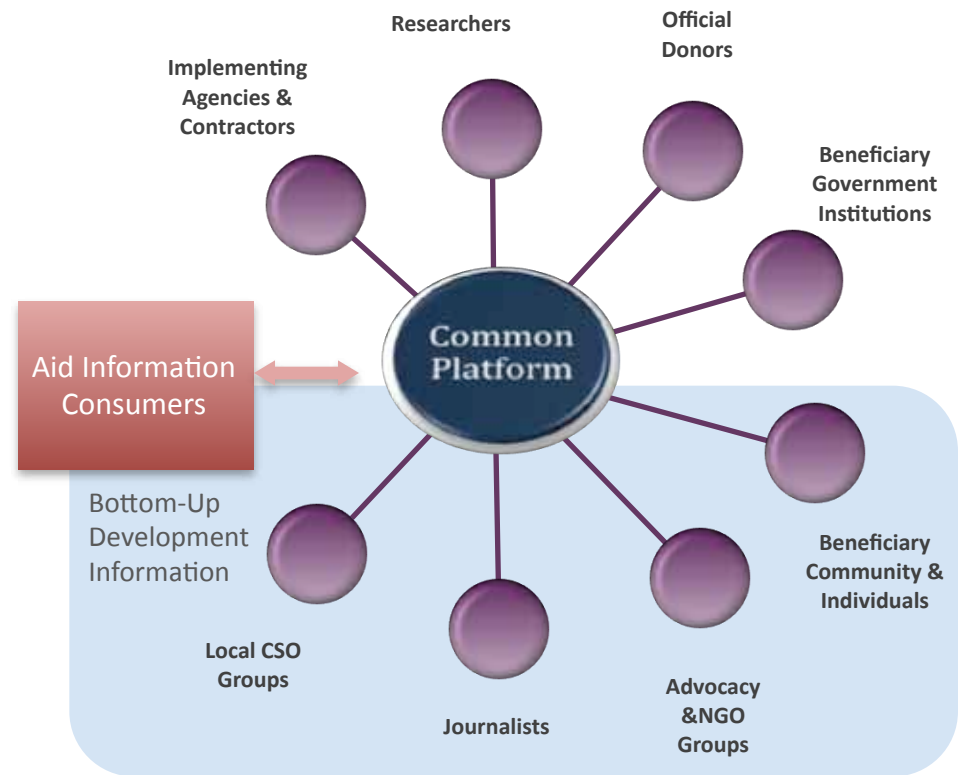 Researchers
Official
Donors
Implementing
Agencies &
Contractors
Beneficiary
Government
Institutions
Common
Platform
Aid Information
Consumers
Bottom-Up
Development
Information
Beneficiary
Community &
Individuals
Local CSO
Groups
Journalists
Advocacy
&NGO
Groups